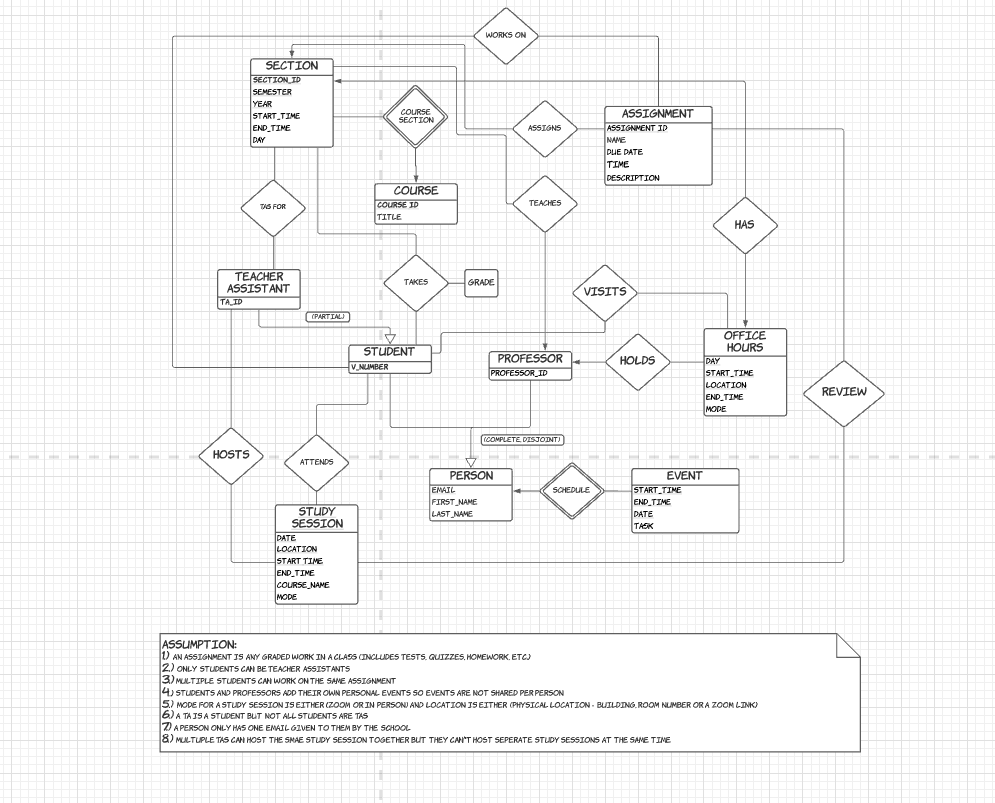 WORKS ON
SECTION
SECTION_ID
SEMESTER
YEAR
START_TIME
END_TIME
DAY
COURSE
SECTION
ASSIGNS
ASSIGNMENT
ASSIGNMENT ID
NAME
DUE DATE
TIME
DESCRIPTION
COURSE
COURSE ID
TITLE
TAS FOR
TEACHES
HAS
TEACHER
ASSISTANT
TA_ID
TAKES
GRADE
VISITS
(PARTIAL)
STUDENT
V_NUMBER
PROFESSOR
PROFESSOR_ID
HOLDS
OFFICE
HOURS
DAY
START_TIME
LOCATION
END_TIME
MODE
REVIEW
HOSTS
ATTENDS
(COMPLETE, DISJOINT)
PERSON
EMAIL
FIRST_NAME
LAST_NAME
SCHEDULE
EVENT
START_TIME
END_TIME
DATE
TASK
STUDY
SESSION
DATE
LOCATION
START TIME
END_TIME
COURSE_NAME
MODE
ASSUMPTION:
1.) AN ASSIGNMENT IS ANY GRADED WORK IN A CLASS (INCLUDES TESTS, QUIZZES, HOMEWORK, ETC.)
2.) ONLY STUDENTS CAN BE TEACHER ASSISTANTS
3.) MULTIPLE STUDENTS CAN WORK ON THE SAME ASSIGNMENT
4.) STUDENTS AND PROFESSORS ADD THEIR OWN PERSONAL EVENTS SO EVENTS ARE NOT SHARED PER PERSON
5.) MODE FOR A STUDY SESSION IS EITHER (ZOOM OR IN PERSON) AND LOCATION IS EITHER (PHYSICAL LOCATION - BUILDING, ROOM NUMBER OR A ZOOM LINK)
6.) A TA IS A STUDENT BUT NOT ALL STUDENTS ARE TAS
7.) A PERSON ONLY HAS ONE EMAIL GIVEN TO THEM BY THE SCHOOL
8.) MULTUPLE TAS CAN HOST THE SMAE STUDY SESSION TOGETHER BUT THEY CAN"T HOST SEPERATE STUDY SESSIONS AT THE SAME TIME